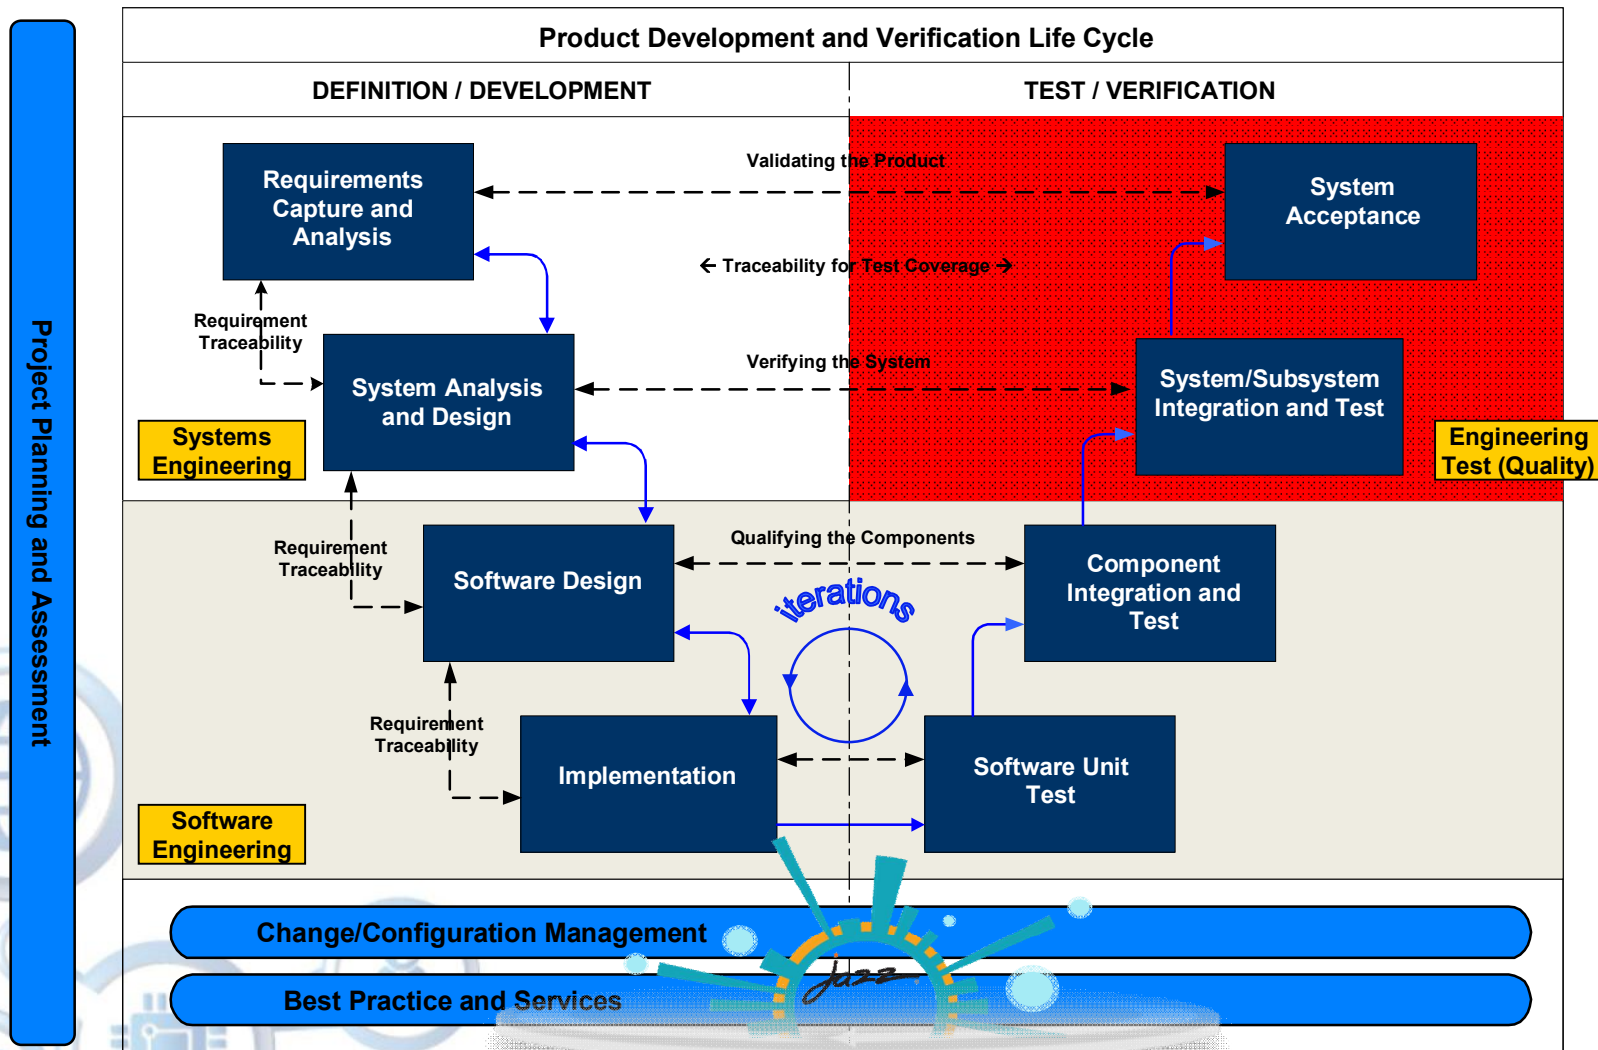 Product Development and Verification Life Cycle
DEFINITION / DEVELOPMENT
TEST / VERIFICATION
Project Planning and Assessment
Requirements
Capture and
Analysis
Validating the Product
System
Acceptance
← Traceability for Test Coverage →
Requirement
Traceability
System Analysis
and Design
Verifying the System
System/Subsystem
Integration and Test
Systems
Engineering
Engineering
Test (Quality)
Requirement
Traceability
Software Design
Qualifying the Components
Component
Integration and
Test
iterations
Requirement
Traceability
Implementation
Software Unit
Test
Software
Engineering
Change/Configuration Management
jazz
Best Practice and Services